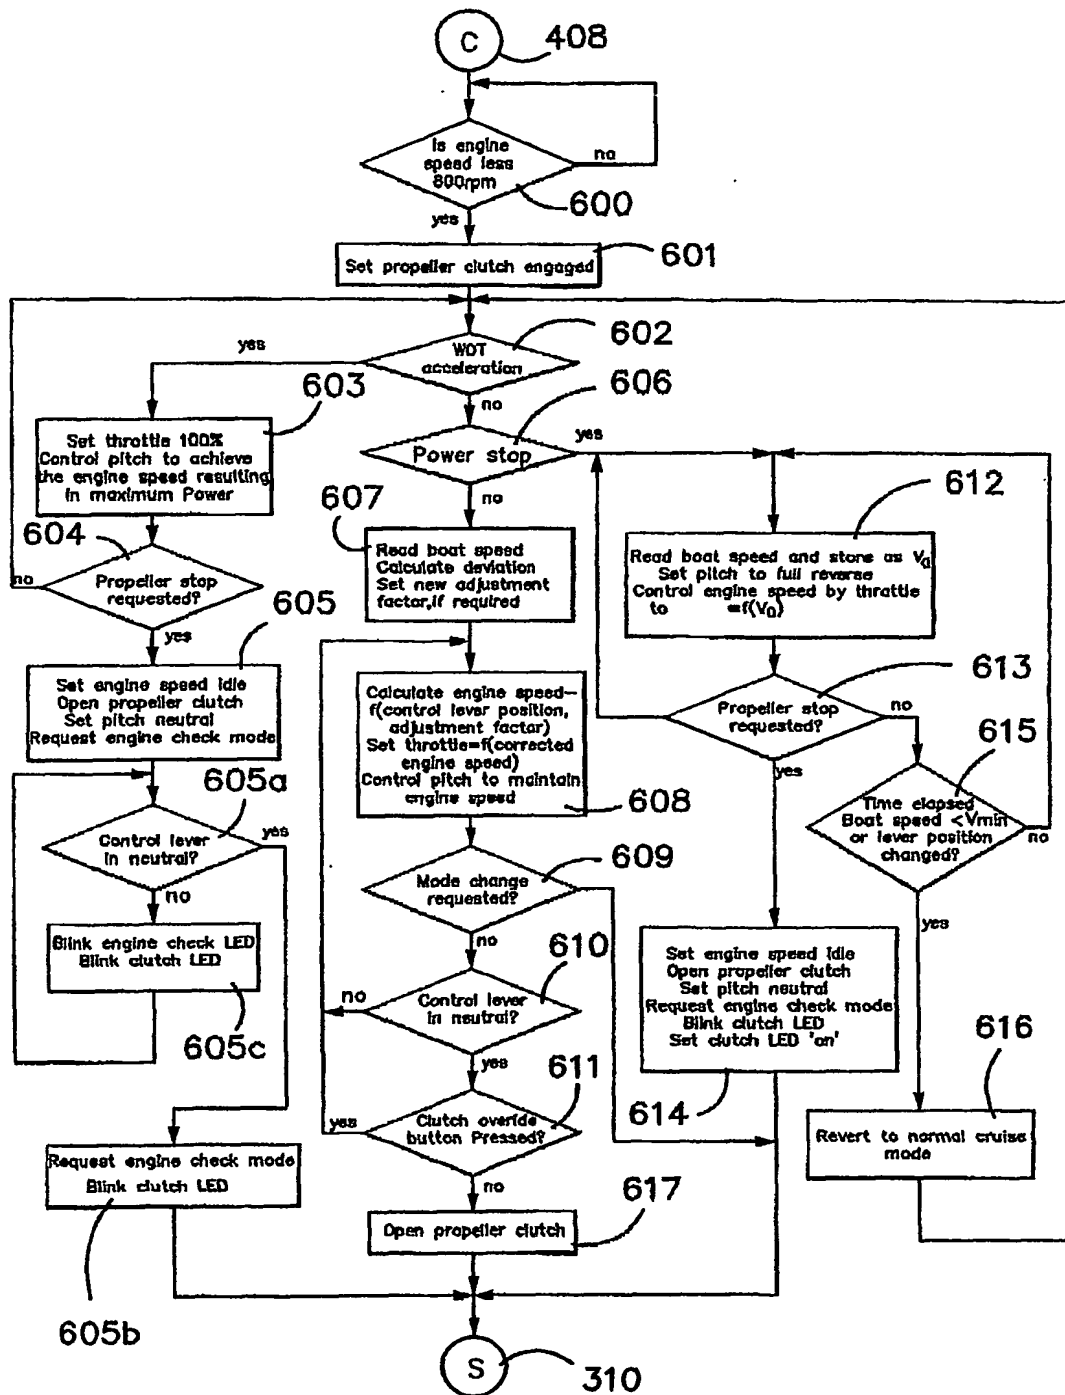 C
408
Is engine
speed less
800rpm
no
600
yes
Set propeller clutch engaged
601
WOT
acceleration
602
yes
no
603
Set throttle 100%
Control pitch to achieve
the engine speed resulting
in maximum Power
606
Power stop
yes
no
604
Propeller stop
requested?
no
yes
607
Read boat speed
Calculate deviation
Set new adjustment
factor,if required
612
Read boat speed and store as Va
Set pitch to full reverse
Control engine speed by throttle
to =f(V0)
605
Set engine speed idle
Open propeller clutch
Set pitch neutral
Request engine check mode
Calculate engine speed-
f(control lever position,
adjustment factor)
Set throttle=f(corrected
engine speed)
Control pitch to maintain
engine speed
608
613
Propeller stop
requested?
no
yes
615
Time elapsed
Boat speed <Vmin
or lever position
changed?
no
yes
605a
Control lever
in neutral?
yes
no
Blink engine check LED
Blink clutch LED
605c
609
Mode change
requested?
no
610
Control lever
in neutral?
no
yes
611
Clutch override
button Pressed?
yes
no
Set engine speed idle
Open propeller clutch
Set pitch neutral
Request engine check mode
Blink clutch LED
Set clutch LED 'on'
614
616
Revert to normal cruise
mode
Request engine check mode
Blink clutch LED
605b
617
Open propeller clutch
S
310